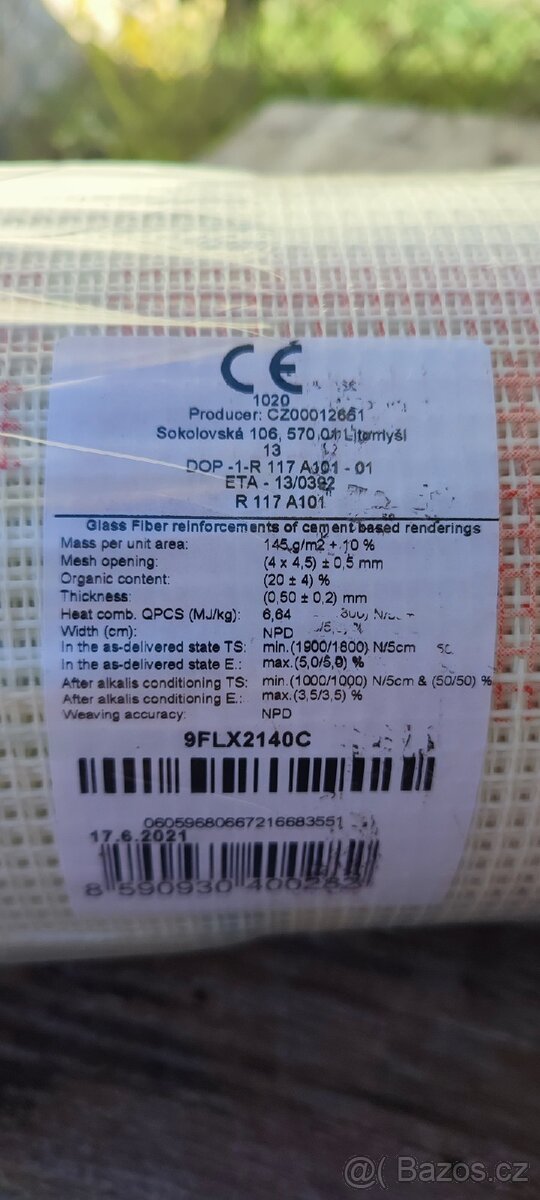 CE
1020
Producer: CZ00012661
Sokolovská 106, 570 01 Litomyšl
13
DOP -1-R 117 A101 - 01
ETA - 13/0392
R 117 A101
Glass Fiber reinforcements of cement based renderings
Mass per unit area: 145 g/m2 + 10 %
Mesh opening: (4 x 4,5) ± 0,5 mm
Organic content: (20 ± 4) %
Thickness: (0,50 ± 0,2) mm
Heat comb. QPCS (MJ/kg): 6,64
Width (cm): NPD
In the as-delivered state TS: min.(1900/1800) N/5cm
In the as-delivered state E.: max.(5,0/5,0) %
After alkalis conditioning TS: min.(1000/1000) N/5cm & (50/50) %
After alkalis conditioning E.: max.(3,5/3,5) %
Weaving accuracy: NPD
9FLX2140C
06059680667216683551
17.6.2021
8 590930 400282
@( Bazos.cz